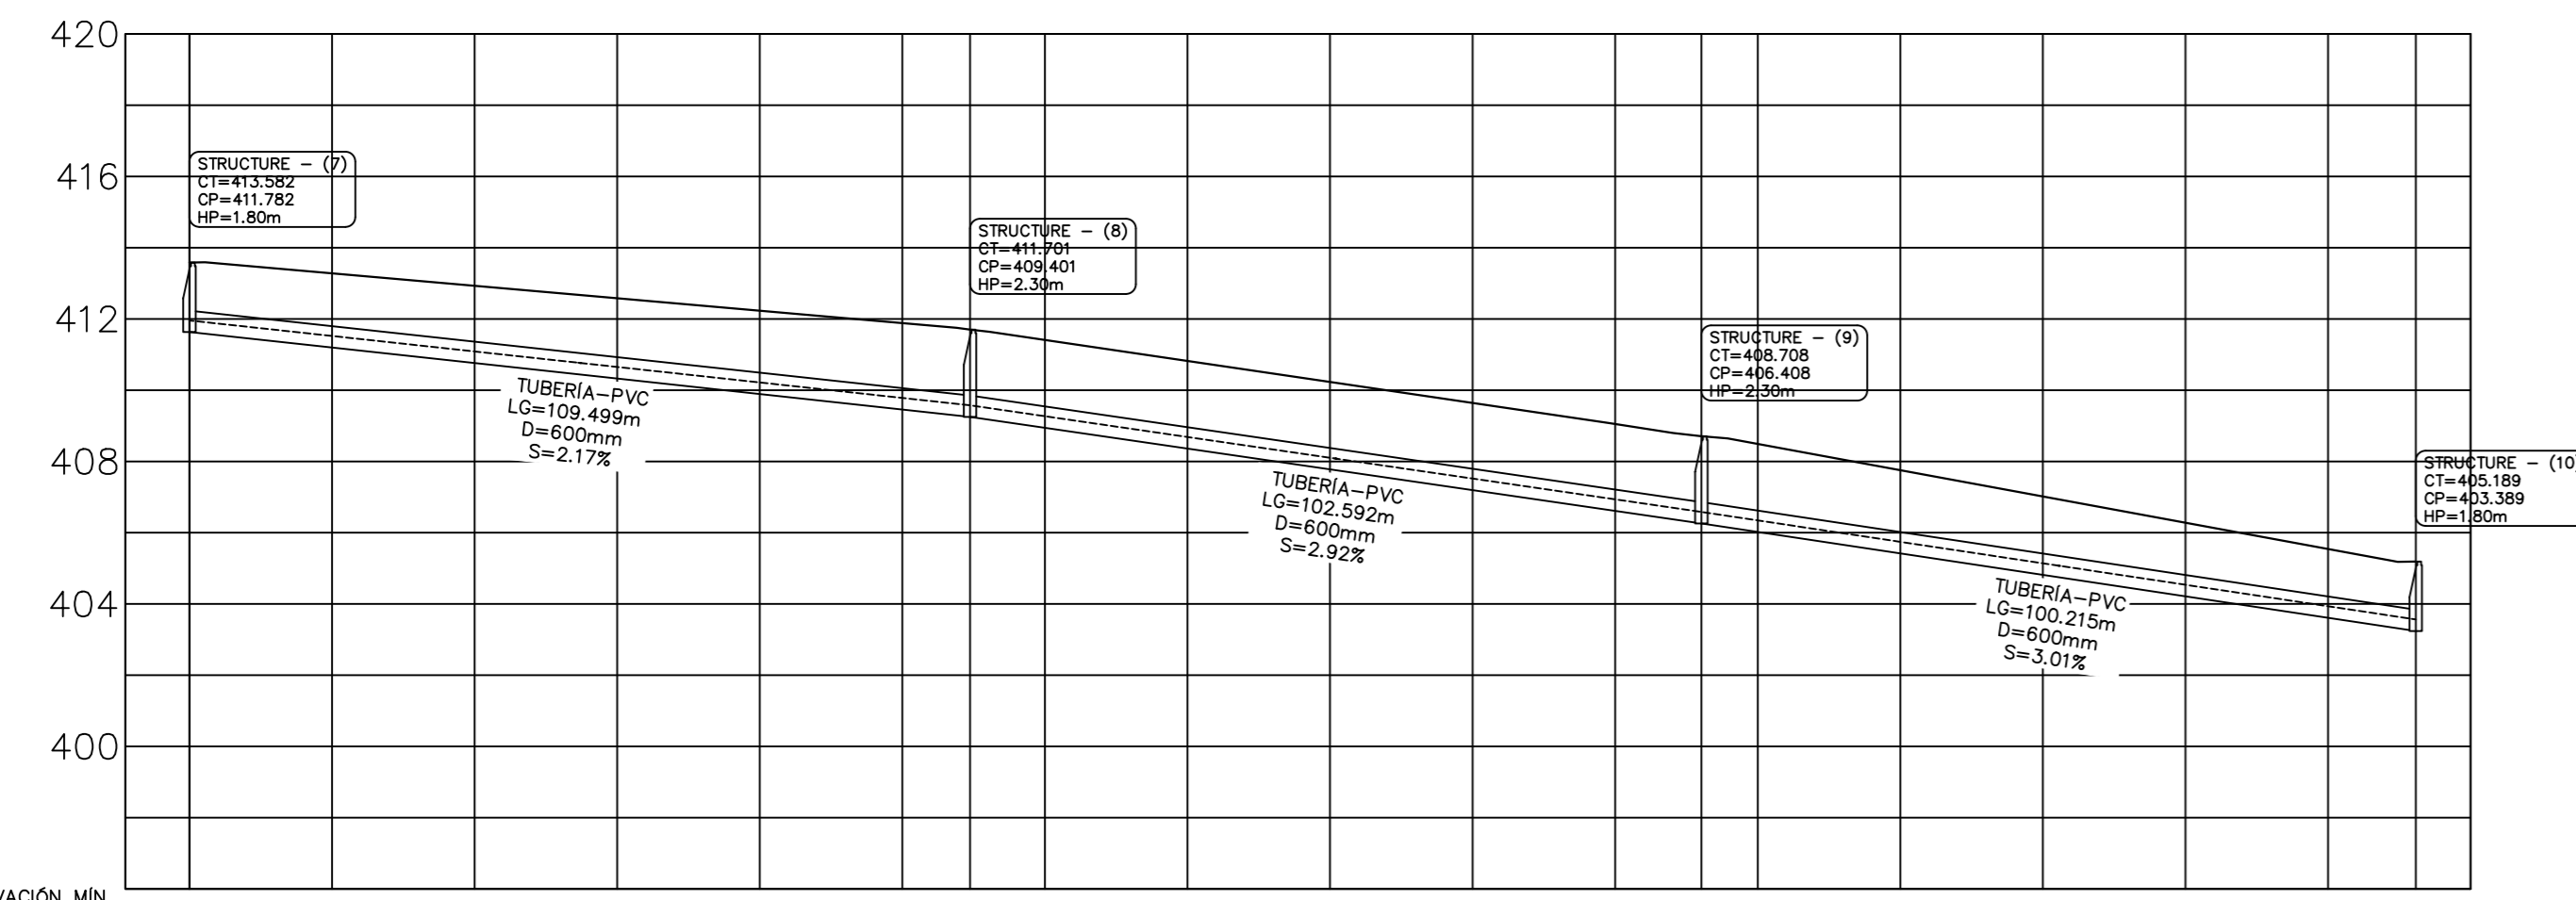 420
416
412
408
404
400
STRUCTURE - (7)
CT=413.582
CP=411.782
HP=1.80m
STRUCTURE - (8)
CT=411.701
CP=409.401
HP=2.30m
STRUCTURE - (9)
CT=408.708
CP=406.408
HP=2.30m
STRUCTURE - (10)
CT=405.189
CP=403.389
HP=1.80m
TUBERÍA-PVC
LG=109.499m
D=600mm
S=2.17%
TUBERÍA-PVC
LG=102.592m
D=600mm
S=2.92%
TUBERÍA-PVC
LG=100.215m
D=600mm
S=3.01%
VACIÓN MÍN